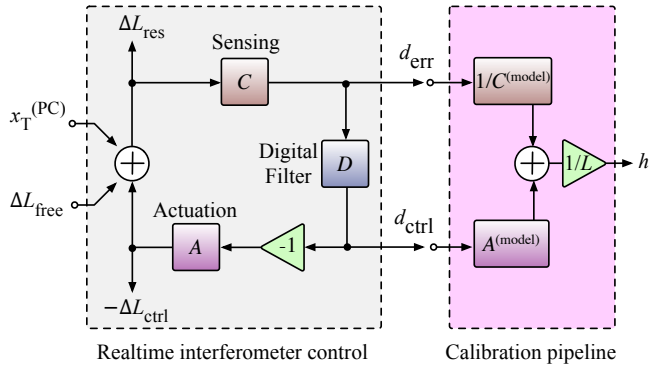 ΔL_res
Sensing
C
d_err
1/C^(model)
x_T^(PC)
Digital
Filter
D
1/L
h
ΔL_free
Actuation
A
-1
d_ctrl
A^(model)
−ΔL_ctrl
Realtime interferometer control
Calibration pipeline